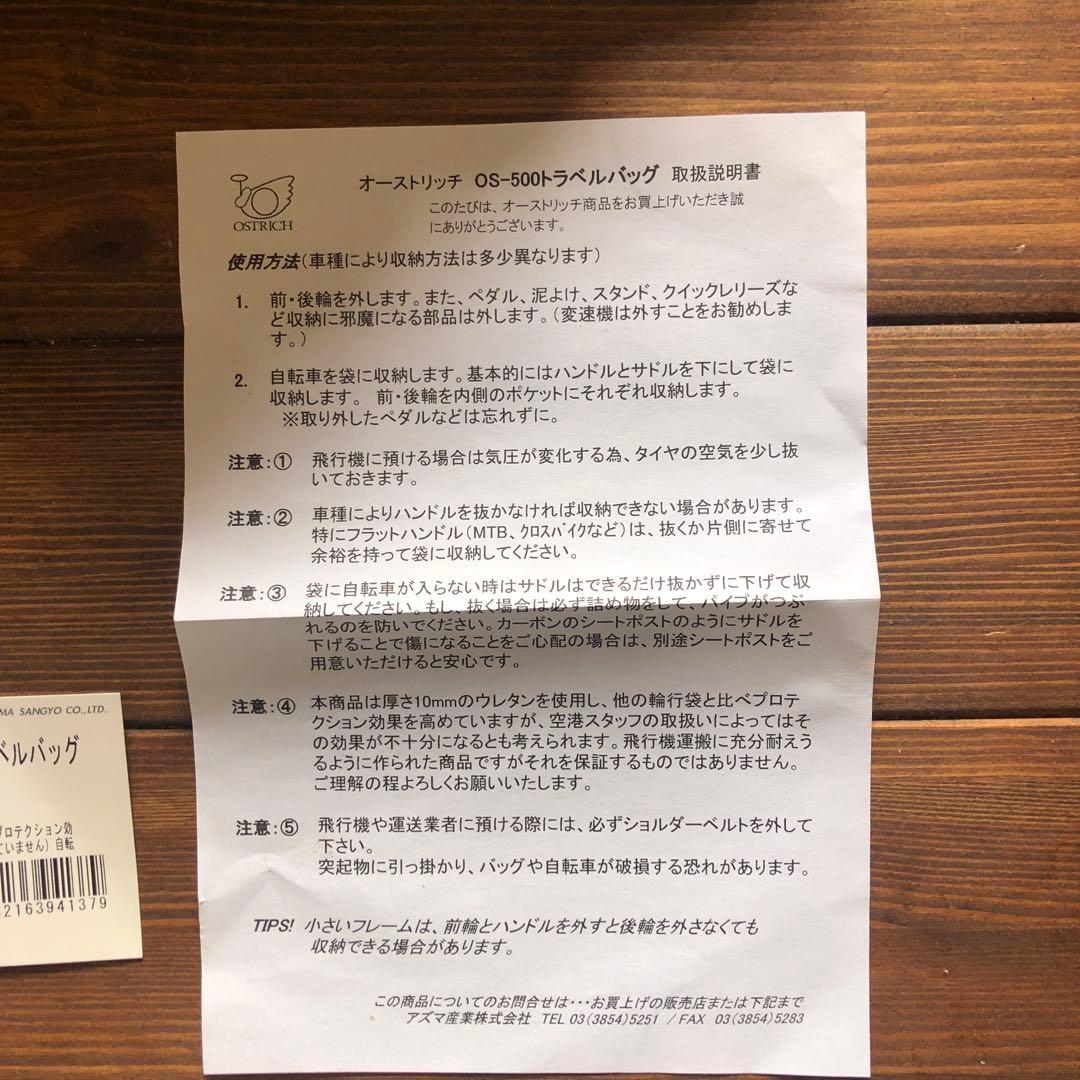 オーストリッチ OS-500トラベルバッグ 取扱説明書
このたびは、オーストリッチ商品をお買上げいただき誠
にありがとうございます。
OSTRICH
使用方法(車種により収納方法は多少異なります)
1. 前・後輪を外します。また、ペダル、泥よけ、スタンド、クイックレリーズな
ど収納に邪魔になる部品は外します。(変速機は外すことをお勧めしま
す。)
2. 自転車を袋に収納します。基本的にはハンドルとサドルを下にして袋に
収納します。 前・後輪を内側のポケットにそれぞれ収納します。
※取り外したペダルなどは忘れずに。
注意:① 飛行機に預ける場合は気圧が変化する為、タイヤの空気を少し抜
いておきます。
注意:② 車種によりハンドルを抜かなければ収納できない場合があります。
特にフラットハンドル(MTB、ｸﾛｽﾊﾞｲｸなど)は、抜くか片側に寄せて
余裕を持って袋に収納してください。
注意:③ 袋に自転車が入らない時はサドルはできるだけ抜かずに下げて収
納してください。もし、抜く場合は必ず詰め物をして、パイプがつぶ
れるのを防いでください。カーボンのシートポストのようにサドルを
下げることで傷になることをご心配の場合は、別途シートポストをご
用意いただけると安心です。
注意:④ 本商品は厚さ10mmのウレタンを使用し、他の輪行袋と比べプロテ
クション効果を高めていますが、空港スタッフの取扱いによってはそ
の効果が不十分になるとも考えられます。飛行機運搬に充分耐えう
るように作られた商品ですがそれを保証するものではありません。
ご理解の程よろしくお願いいたします。
注意:⑤ 飛行機や運送業者に預ける際には、必ずショルダーベルトを外して
下さい。
突起物に引っ掛かり、バッグや自転車が破損する恐れがあります。
TIPS! 小さいフレームは、前輪とハンドルを外すと後輪を外さなくても
収納できる場合があります。
この商品についてのお問合せは・・・お買上げの販売店または下記まで
アズマ産業株式会社 TEL 03(3854)5251 / FAX 03(3854)5283
MA SANGYO CO.,LTD.
ベルバッグ
プロテクション効
ていません) 自転
2163941379